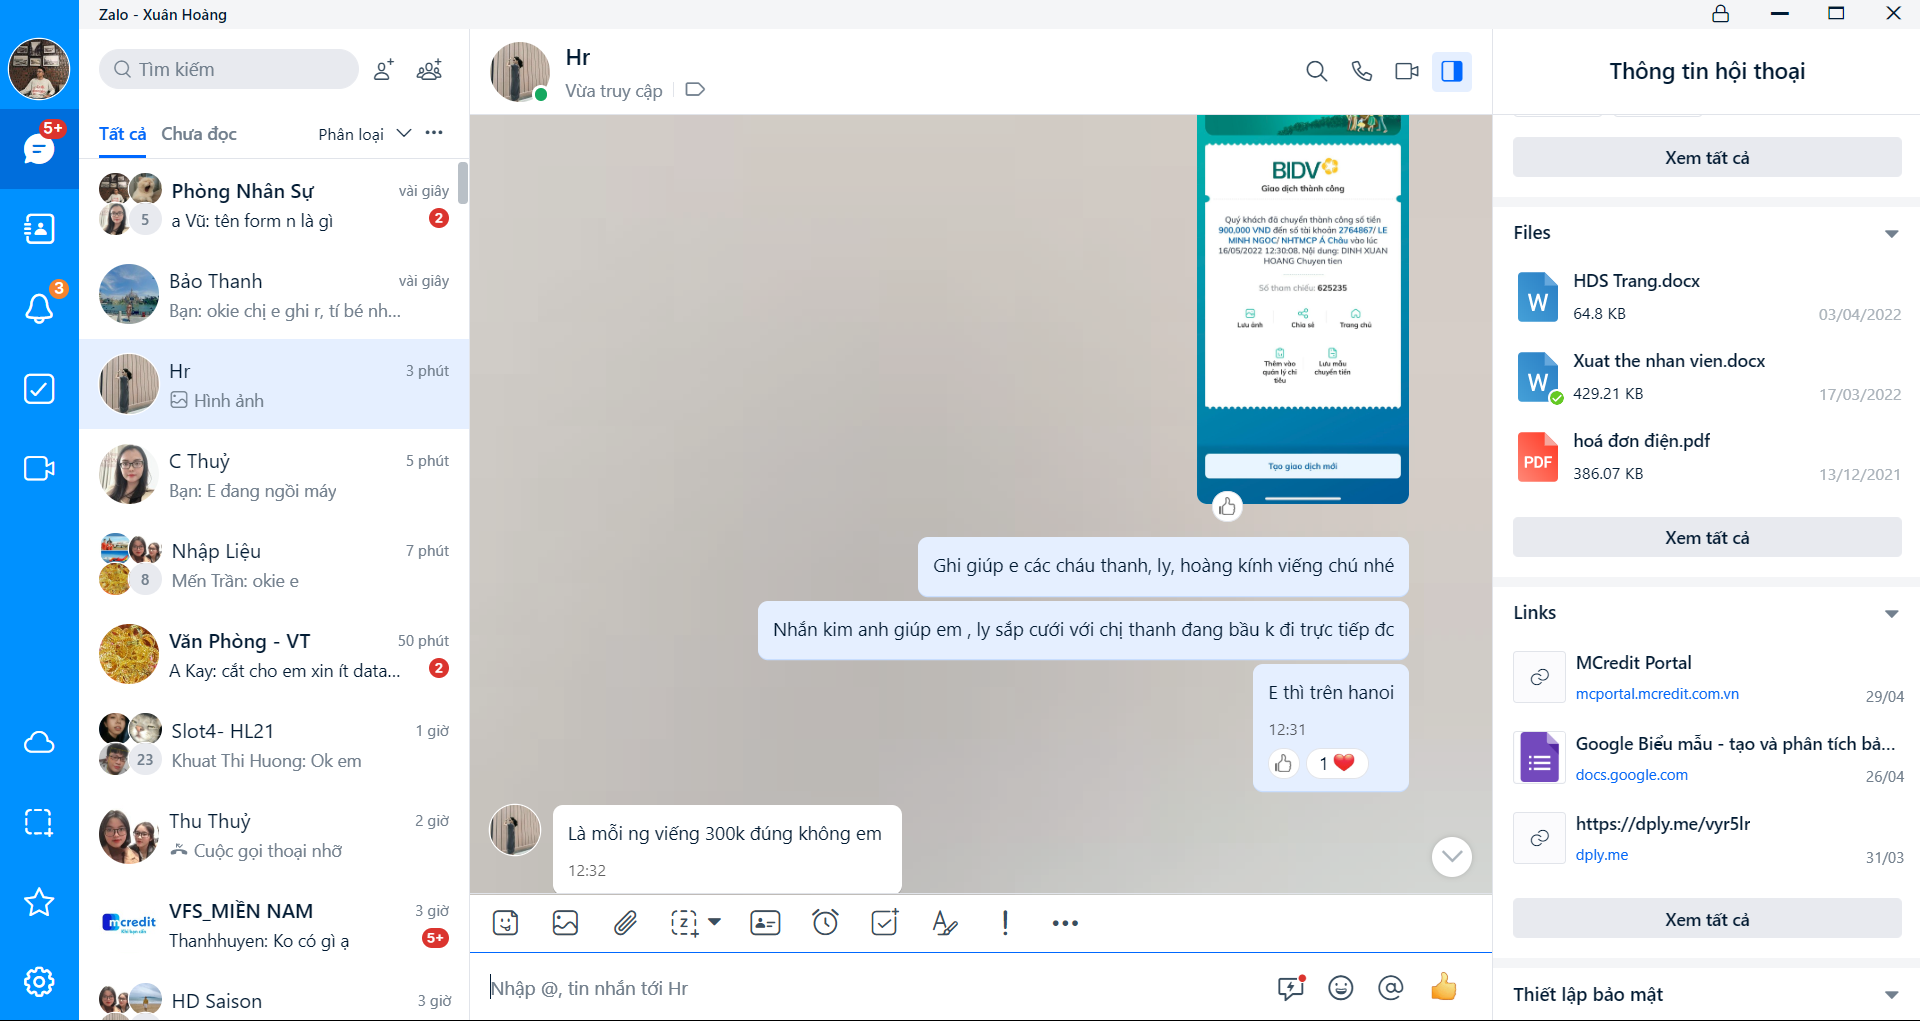 Zalo - Xuân Hoàng
Tìm kiếm
Tất cả
Chưa đọc
Phân loại
5+
3
Phòng Nhân Sự
vài giây
5
a Vũ: tên form n là gì
2
Bảo Thanh
vài giây
Bạn: okie chị e ghi r, tí bé nh...
Hr
3 phút
Hình ảnh
C Thuỷ
5 phút
Bạn: E đang ngồi máy
Nhập Liệu
7 phút
8
Mến Trần: okie e
Văn Phòng - VT
50 phút
A Kay: cắt cho em xin ít data...
2
Slot4- HL21
1 giờ
23
Khuat Thi Huong: Ok em
Thu Thuỷ
2 giờ
Cuộc gọi thoại nhỡ
mcredit
VFS_MIỀN NAM
3 giờ
Thanhhuyen: Ko có gì ạ
5+
HD Saison
3 giờ
Hr
Vừa truy cập
BIDV
Giao dịch thành công
Quý khách đã chuyển thành công số tiền
900,000 VND đến số tài khoản 2764867/ LE
MINH NGOC/ NHTMCP Á Châu vào lúc
16/05/2022 12:30:08. Nội dung: DINH XUAN
HOANG Chuyen tien
Số tham chiếu: 625235
Lưu ảnh
Chia sẻ
Trang chủ
Thêm vào
quản lý chi
tiêu
Lưu mẫu
chuyển tiền
Tạo giao dịch mới
Ghi giúp e các cháu thanh, ly, hoàng kính viếng chú nhé
Nhắn kim anh giúp em , ly sắp cưới với chị thanh đang bầu k đi trực tiếp đc
E thì trên hanoi
12:31
1
Là mỗi ng viếng 300k đúng không em
12:32
Nhập @, tin nhắn tới Hr
Thông tin hội thoại
Xem tất cả
Files
W
HDS Trang.docx
64.8 KB
03/04/2022
W
Xuat the nhan vien.docx
429.21 KB
17/03/2022
PDF
hoá đơn điện.pdf
386.07 KB
13/12/2021
Xem tất cả
Links
MCredit Portal
mcportal.mcredit.com.vn
29/04
Google Biểu mẫu - tạo và phân tích bả...
docs.google.com
26/04
https://dply.me/vyr5lr
dply.me
31/03
Xem tất cả
Thiết lập bảo mật